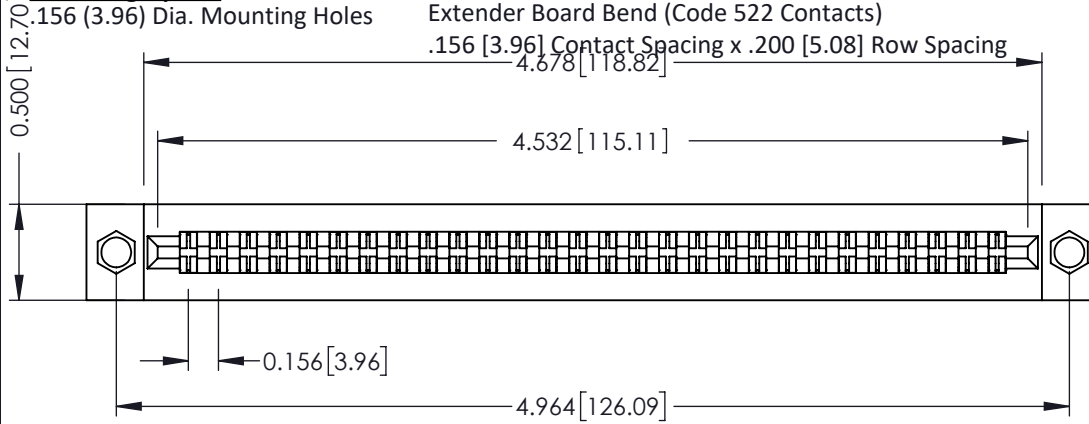 .156 (3.96) Dia. Mounting Holes
Extender Board Bend (Code 522 Contacts)
.156 [3.96] Contact Spacing x .200 [5.08] Row Spacing
0.500 [12.70]
4.678 [118.82]
4.532 [115.11]
0.156 [3.96]
4.964 [126.09]